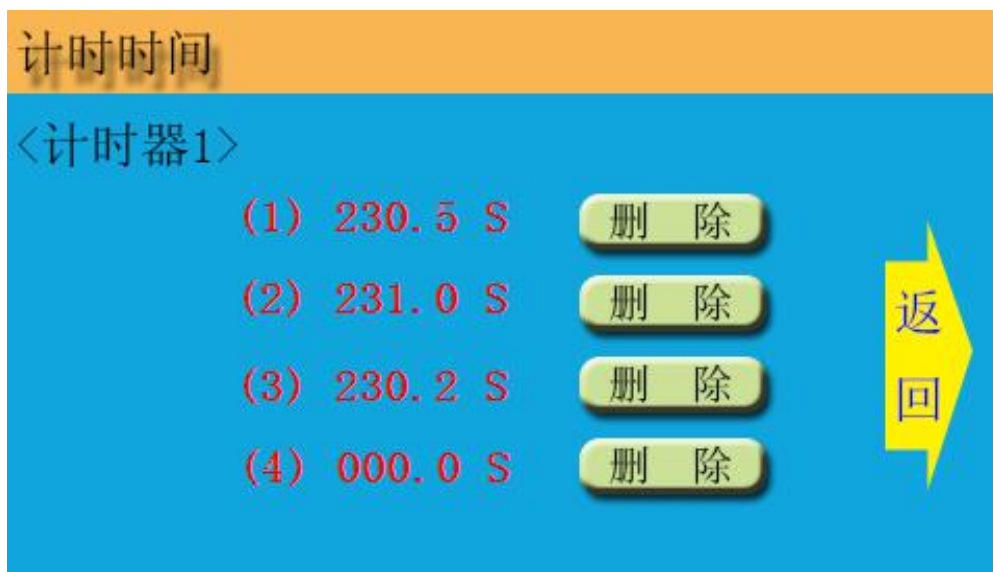 计时时间
<计时器1>
(1) 230.5 S 删 除
(2) 231.0 S 删 除
(3) 230.2 S 删 除
(4) 000.0 S 删 除
返
回